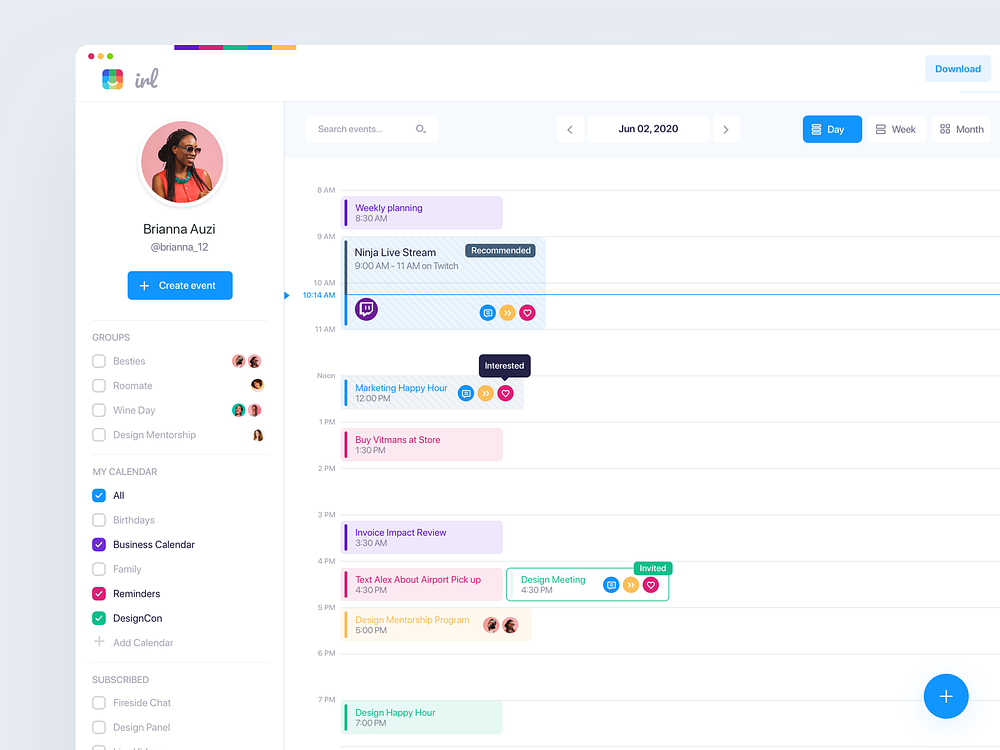 irl
Download
Search events...
Jun 02, 2020
Day
Week
Month
Brianna Auzi
@brianna_12
Create event
GROUPS
Besties
Roomate
Wine Day
Design Mentorship
MY CALENDAR
All
Birthdays
Business Calendar
Family
Reminders
DesignCon
Add Calendar
SUBSCRIBED
Fireside Chat
Design Panel
8 AM
Weekly planning
8:30 AM
9 AM
Ninja Live Stream
Recommended
9:00 AM - 11 AM on Twitch
10 AM
10:14 AM
11 AM
Interested
Noon
Marketing Happy Hour
12:00 PM
1 PM
Buy Vitmans at Store
1:30 PM
2 PM
3 PM
Invoice Impact Review
3:30 AM
4 PM
Text Alex About Airport Pick up
4:30 PM
Invited
Design Meeting
4:30 PM
5 PM
Design Mentorship Program
5:00 PM
6 PM
7 PM
Design Happy Hour
7:00 PM